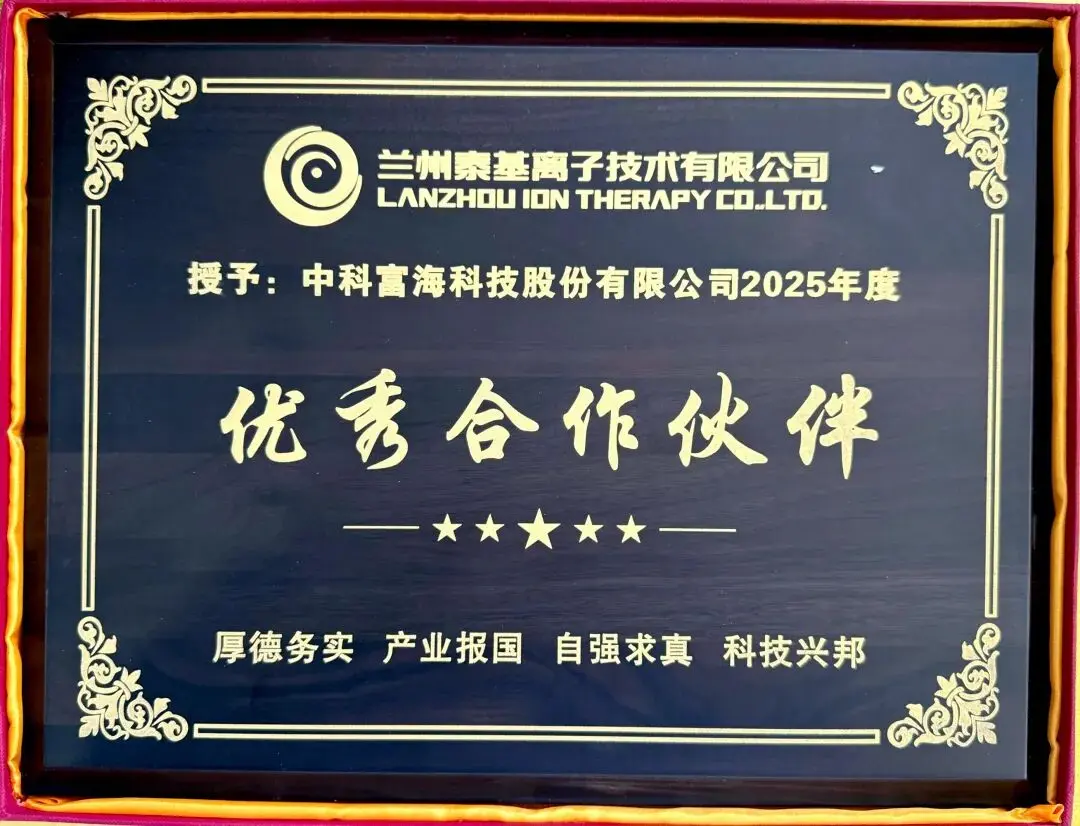 兰州泰基离子技术有限公司
LANZHOU ION THERAPY CO.,LTD.
授予：中科富海科技股份有限公司2025年度
优秀合作伙伴
厚德务实 产业报国 自强求真 科技兴邦